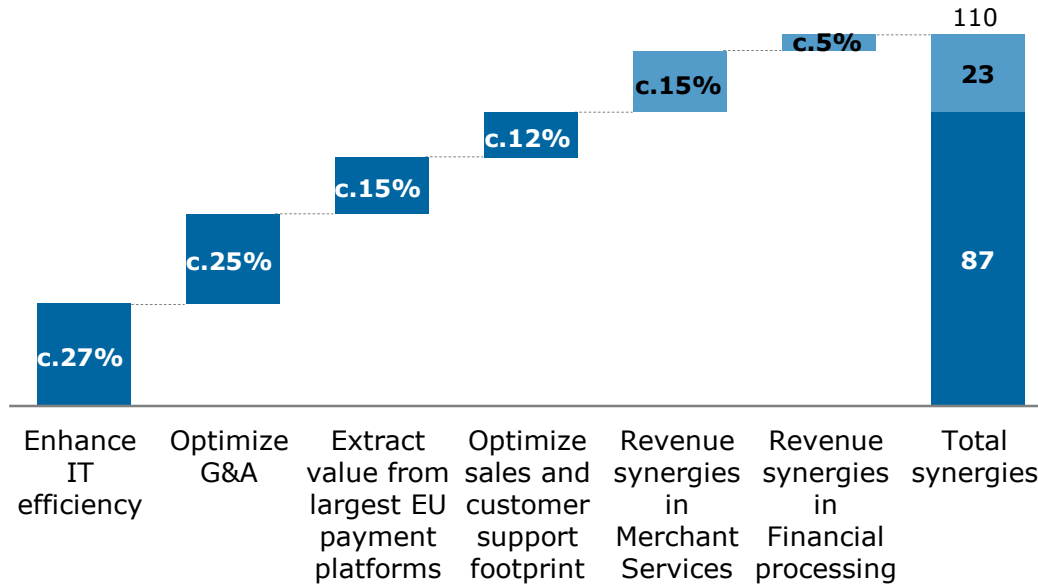 110
c.5%
23
c.15%
c.12%
c.15%
c.25%
87
c.27%
Enhance
IT
efficiency
Optimize
G&A
Extract
value from
largest EU
payment
platforms
Optimize
sales and
customer
support
footprint
Revenue
synergies
in
Merchant
Services
Revenue
synergies
in
Financial
processing
Total
synergies